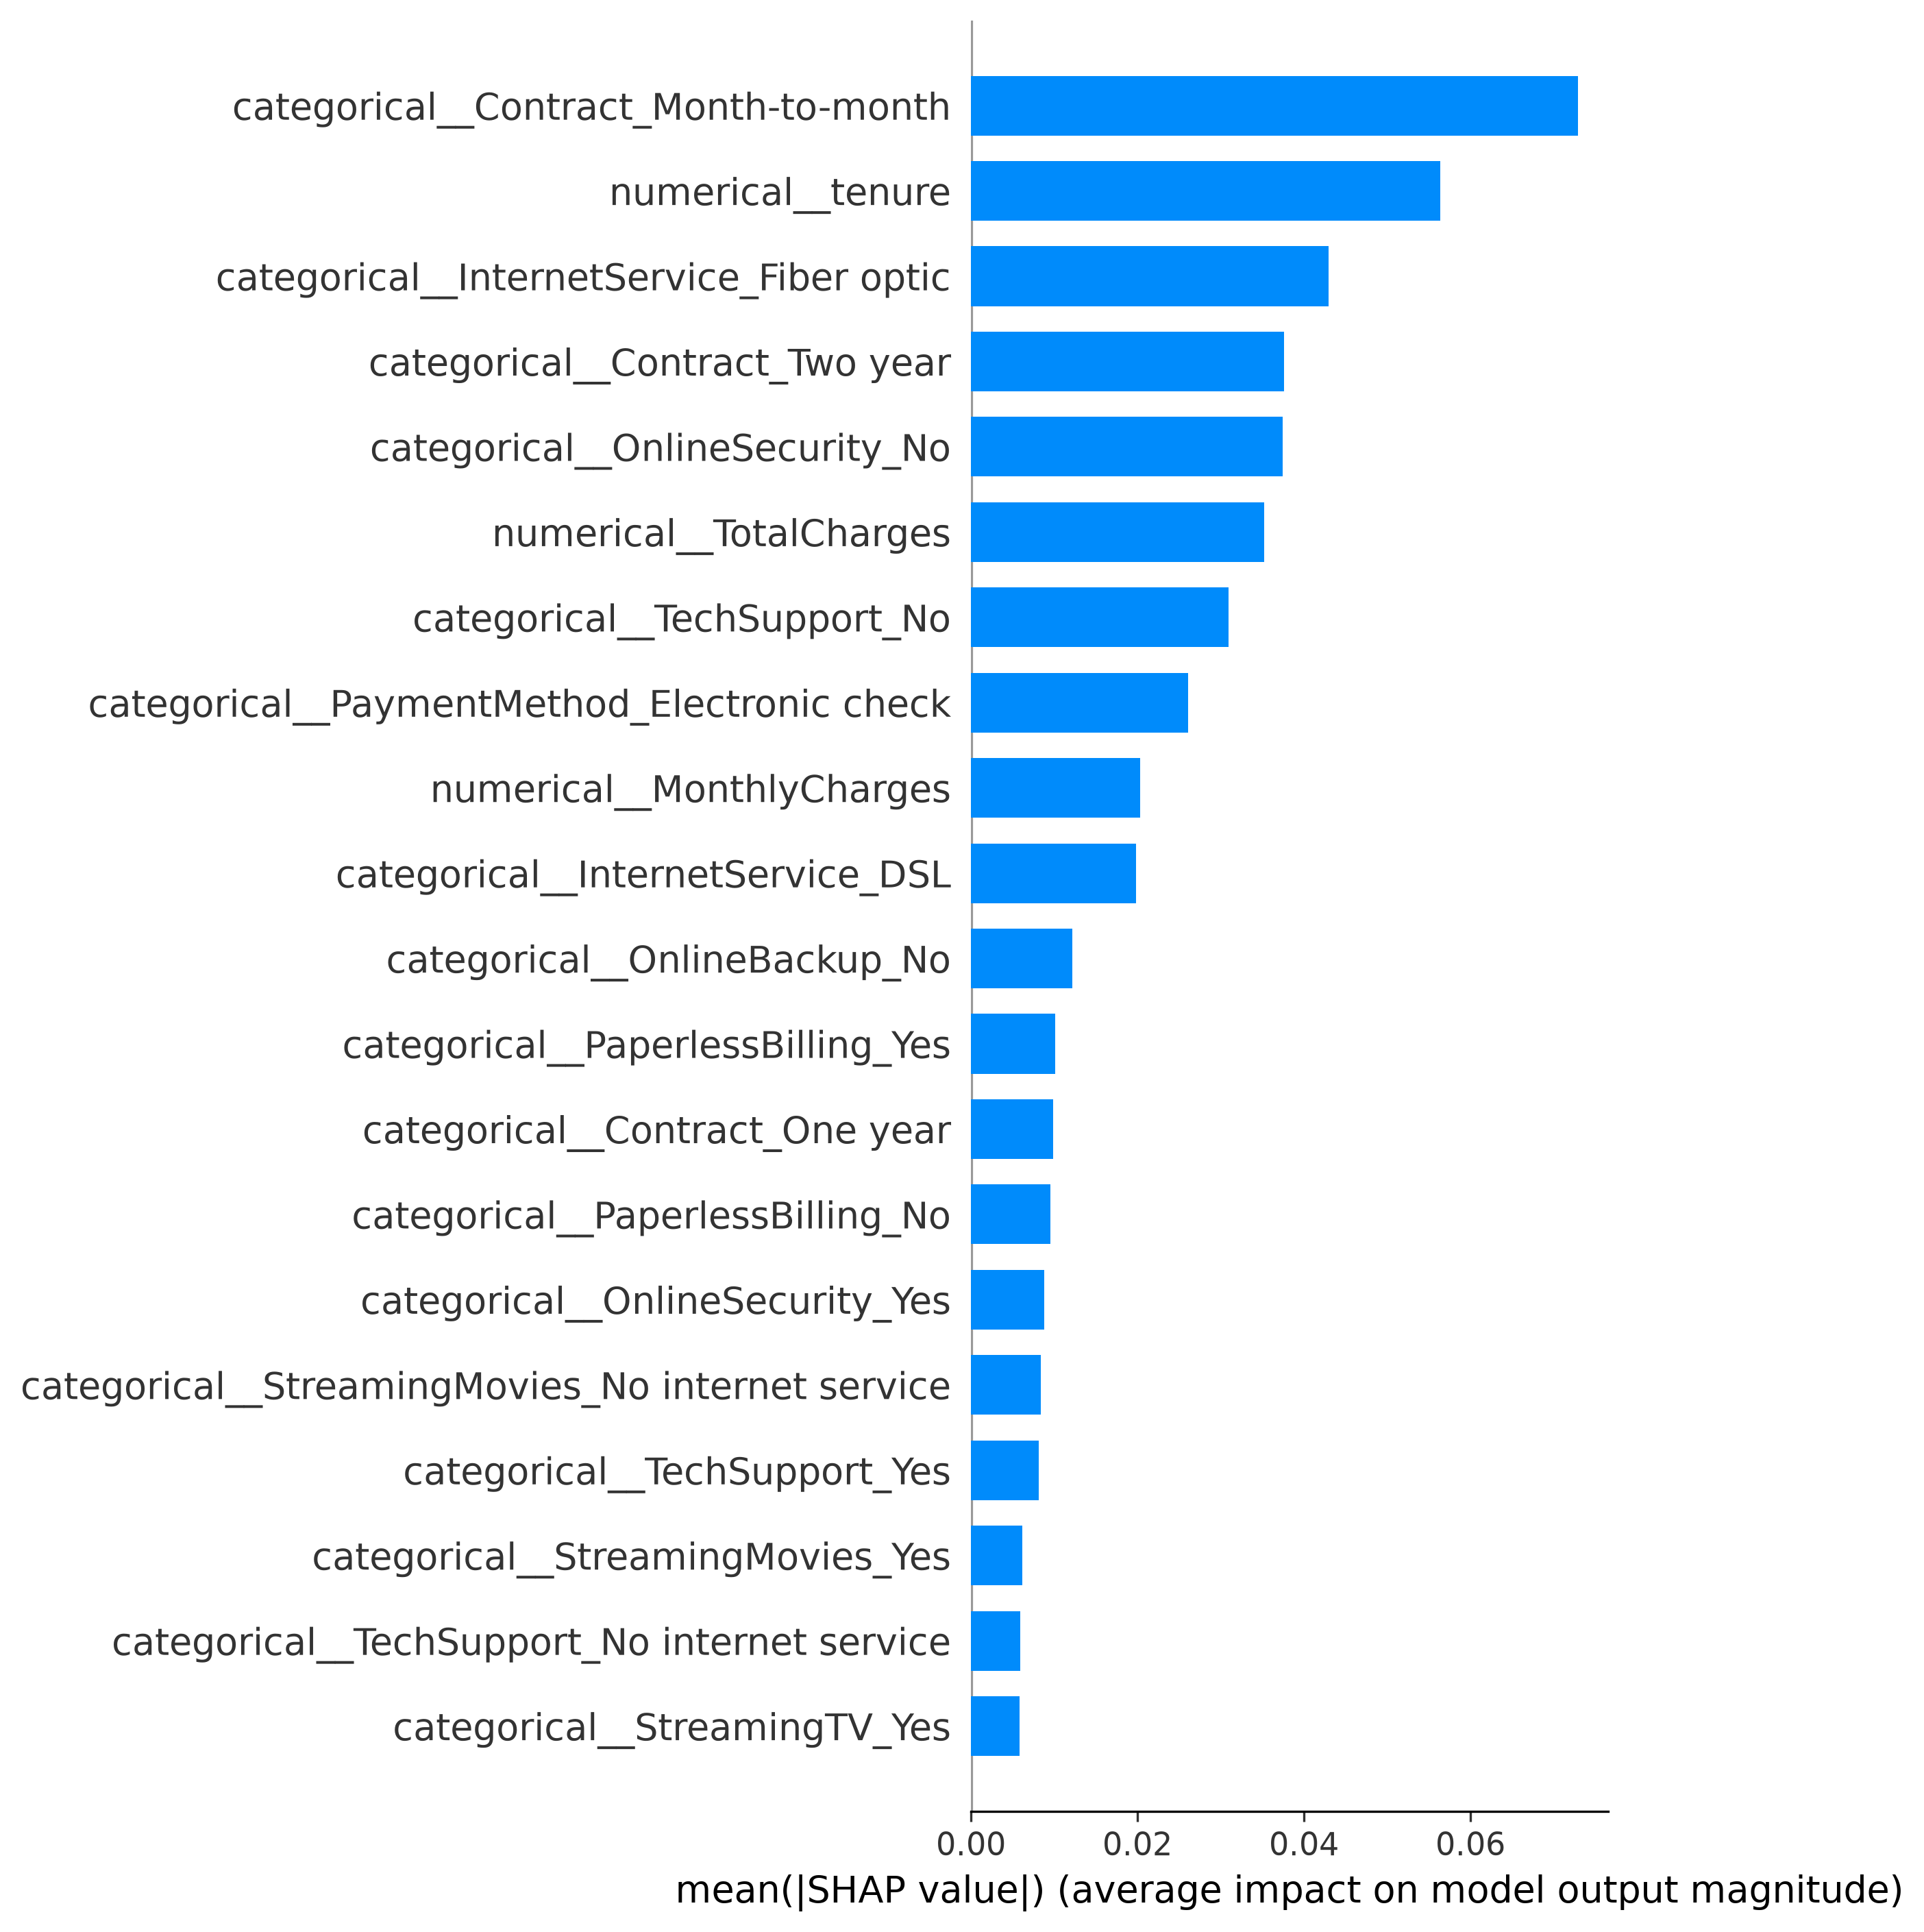 categorical__Contract_Month-to-month
numerical__tenure
categorical__InternetService_Fiber optic
categorical__Contract_Two year
categorical__OnlineSecurity_No
numerical__TotalCharges
categorical__TechSupport_No
categorical__PaymentMethod_Electronic check
numerical__MonthlyCharges
categorical__InternetService_DSL
categorical__OnlineBackup_No
categorical__PaperlessBilling_Yes
categorical__Contract_One year
categorical__PaperlessBilling_No
categorical__OnlineSecurity_Yes
categorical__StreamingMovies_No internet service
categorical__TechSupport_Yes
categorical__StreamingMovies_Yes
categorical__TechSupport_No internet service
categorical__StreamingTV_Yes
0.00 0.02 0.04 0.06
mean(|SHAP value|) (average impact on model output magnitude)